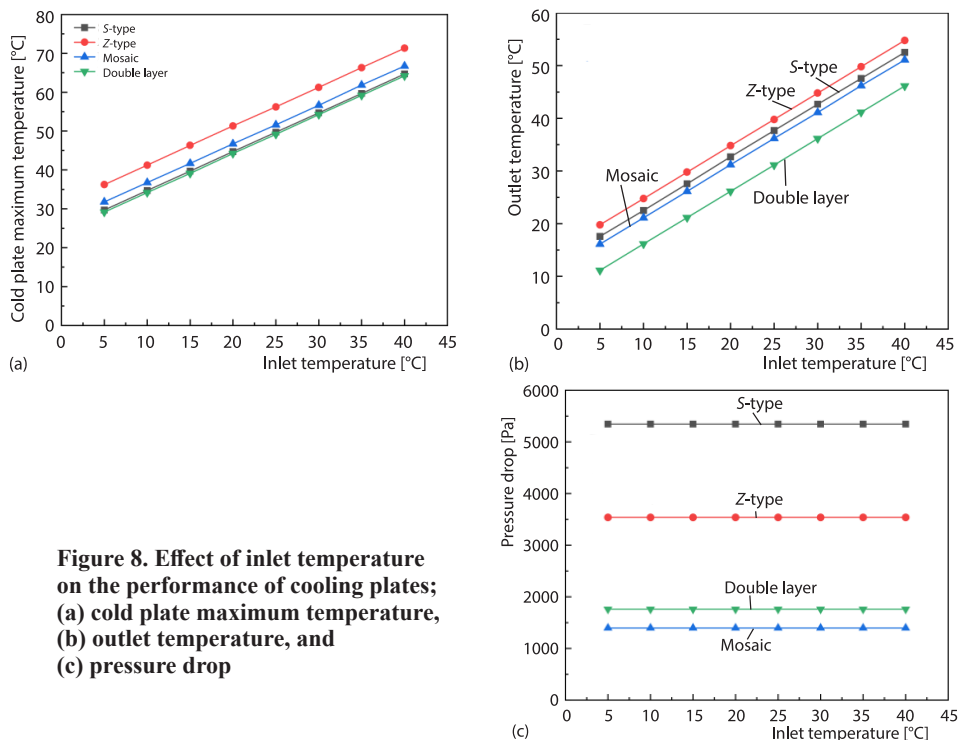 80
70
60
50
40
30
20
10
0
Cold plate maximum temperature [°C]
S-type
Z-type
Mosaic
Double layer
0 5 10 15 20 25 30 35 40 45
Inlet temperature [°C]
(a)
60
50
40
30
20
10
0
Outlet temperature [°C]
S-type
Z-type
Mosaic
Double layer
0 5 10 15 20 25 30 35 40 45
Inlet temperature [°C]
(b)
6000
5000
4000
3000
2000
1000
0
Pressure drop [Pa]
S-type
Z-type
Double layer
Mosaic
0 5 10 15 20 25 30 35 40 45
Inlet temperature [°C]
(c)
Figure 8. Effect of inlet temperature
on the performance of cooling plates;
(a) cold plate maximum temperature,
(b) outlet temperature, and
(c) pressure drop